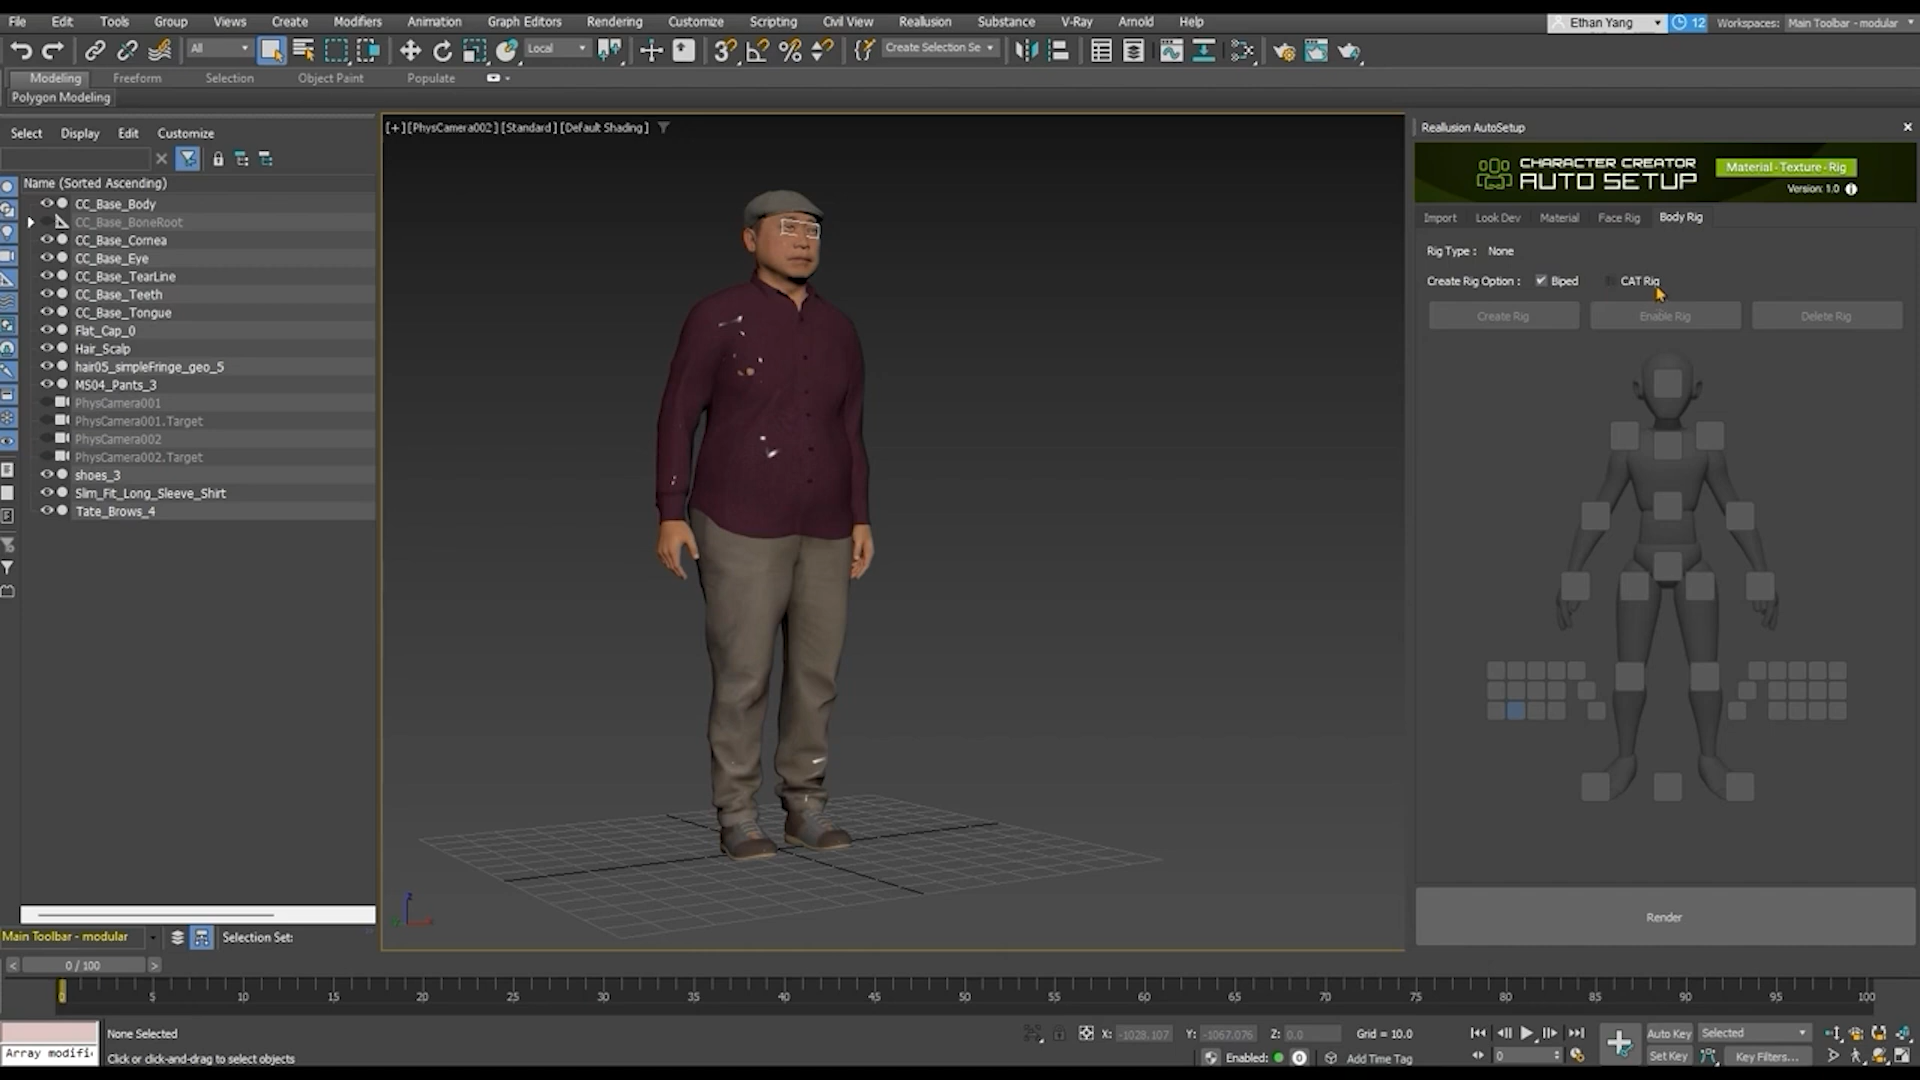 File Edit Tools Group Views Create Modifiers Animation Graph Editors Rendering Customize Scripting Civil View Reallusion Substance V-Ray Arnold Help
Ethan Yang 12 Workspaces: Main Toolbar - modular
All Local Create Selection Se
Modeling Freeform Selection Object Paint Populate
Polygon Modeling
Select Display Edit Customize
Name (Sorted Ascending)
CC_Base_Body
CC_Base_BoneRoot
CC_Base_Cornea
CC_Base_Eye
CC_Base_TearLine
CC_Base_Teeth
CC_Base_Tongue
Flat_Cap_0
Hair_Scalp
hair05_simpleFringe_geo_5
MS04_Pants_3
PhysCamera001
PhysCamera001.Target
PhysCamera002
PhysCamera002.Target
shoes_3
Slim_Fit_Long_Sleeve_Shirt
Tate_Brows_4
[+] [PhysCamera002] [Standard] [Default Shading]
Reallusion AutoSetup
CHARACTER CREATOR
AUTO SETUP
Material · Texture · Rig
Version: 1.0
Import Look Dev Material Face Rig Body Rig
Rig Type : None
Create Rig Option : Biped CAT Rig
Create Rig Enable Rig Delete Rig
Render
Main Toolbar - modular Selection Set:
< 0 / 100 >
0 5 10 15 20 25 30 35 40 45 50 55 60 65 70 75 80 85 90 95 100
None Selected
X: -1028.107 Y: -1067.076 Z: 0.0 Grid = 10.0
Auto Key Selected
Array modifi
Click or click-and-drag to select objects
Enabled: Add Time Tag
0
Set Key Key Filters...